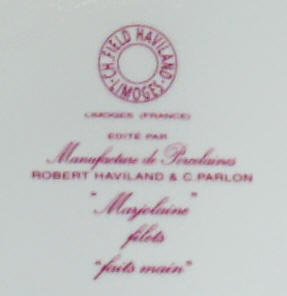 CH. FIELD HAVILAND
LIMOGES
LIMOGES (FRANCE)
EDITÉ PAR
Manufacture de Porcelaines
ROBERT HAVILAND & C. PARLON
"Marjolaine"
filets
"faits main"